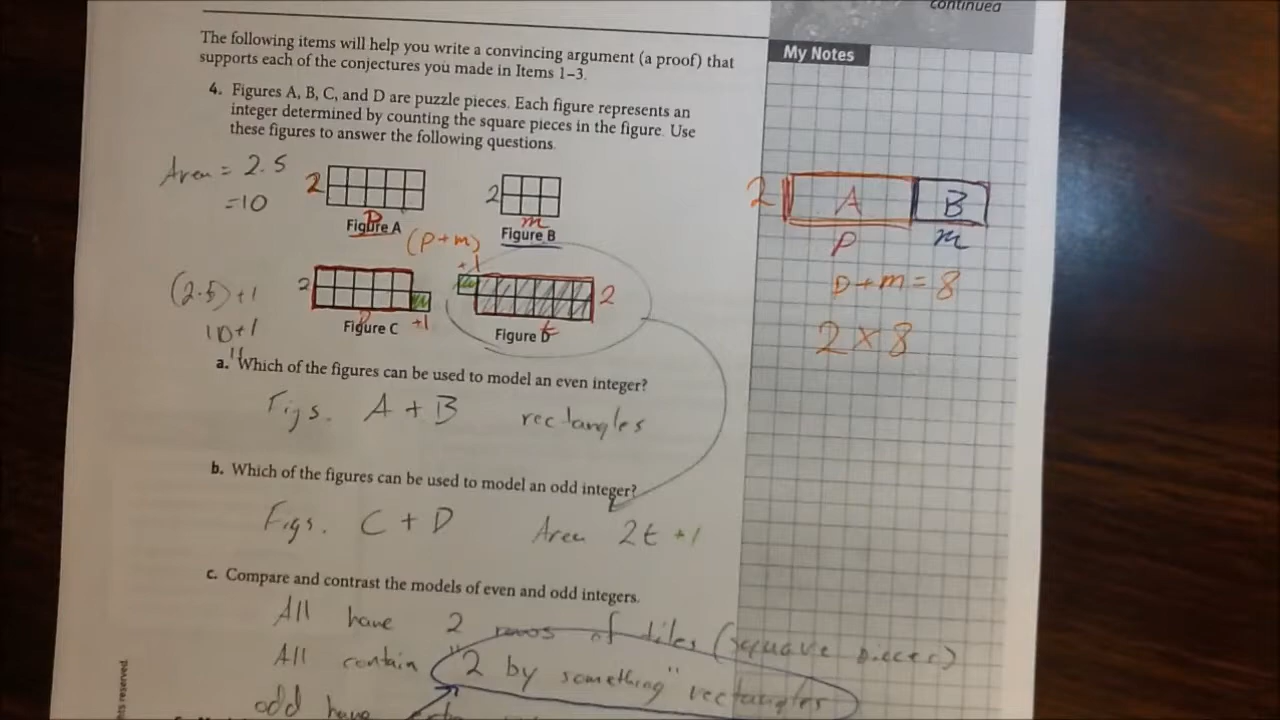 continued
The following items will help you write a convincing argument (a proof) that
supports each of the conjectures you made in Items 1–3.
My Notes
4. Figures A, B, C, and D are puzzle pieces. Each figure represents an
integer determined by counting the square pieces in the figure. Use
these figures to answer the following questions.
Area = 2·5
=10
2
Figure A
P
2
m
Figure B
(P+m)
2 A B
P m
P+m = 8
2 × 8
(2·5)+1
10+1
11
2
Figure C
P
+1
+1
2
Figure D
t
a. Which of the figures can be used to model an even integer?
Figs. A + B rectangles
b. Which of the figures can be used to model an odd integer?
Figs. C + D Area 2t +1
c. Compare and contrast the models of even and odd integers.
All have 2 rows of tiles (square pieces)
All contain "2 by something" rectangles
odd have
hts reserved.